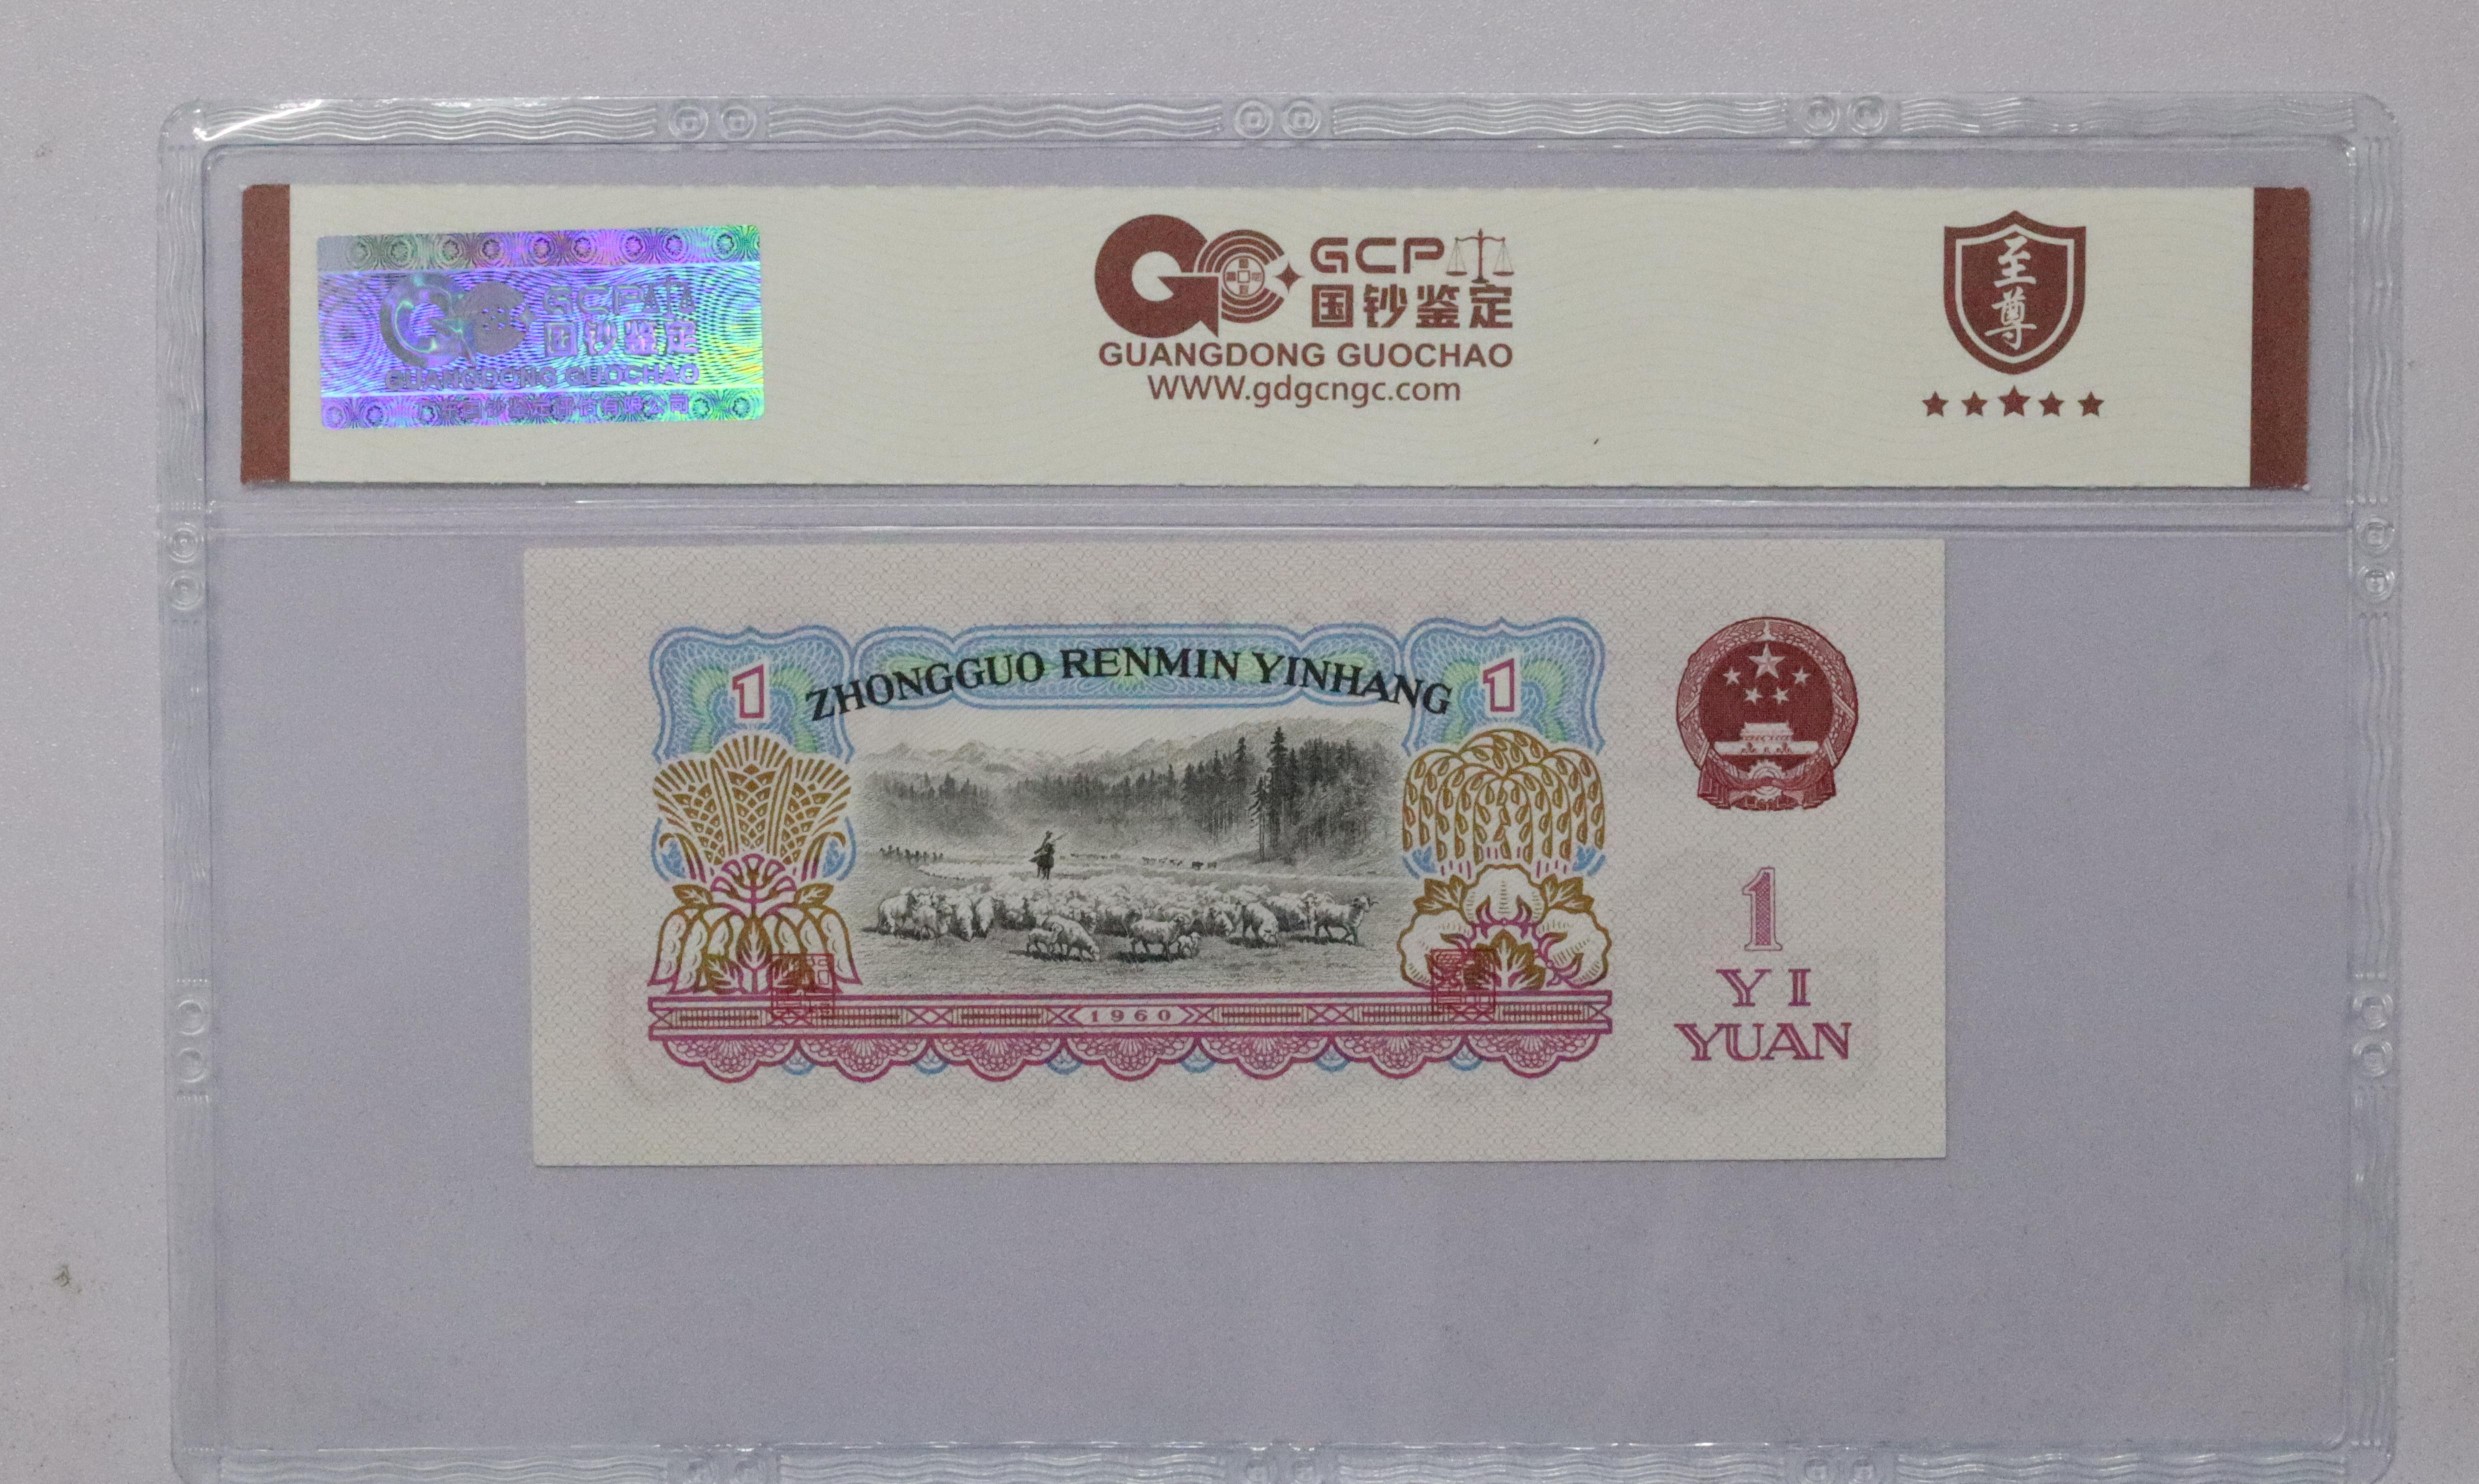 GCP
国钞鉴定
GUANGDONG GUOCHAO
GCP
国钞鉴定
GUANGDONG GUOCHAO
WWW.gdgcngc.com
至尊
1 ZHONGGUO RENMIN YINHANG 1
1960
1
YI
YUAN